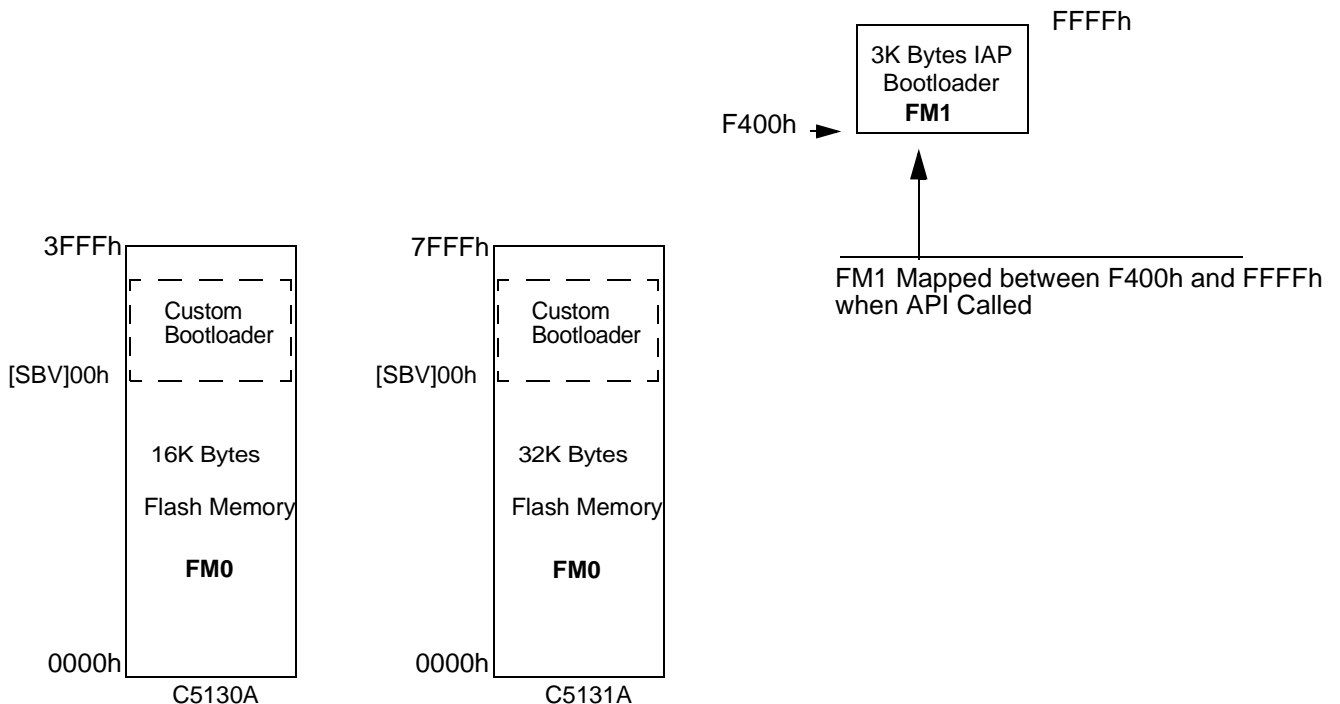 FFFFh
3K Bytes IAP
Bootloader
FM1
F400h
FM1 Mapped between F400h and FFFFh
when API Called
3FFFh
Custom
Bootloader
[SBV]00h
16K Bytes
Flash Memory
FM0
0000h
C5130A
7FFFh
Custom
Bootloader
[SBV]00h
32K Bytes
Flash Memory
FM0
0000h
C5131A